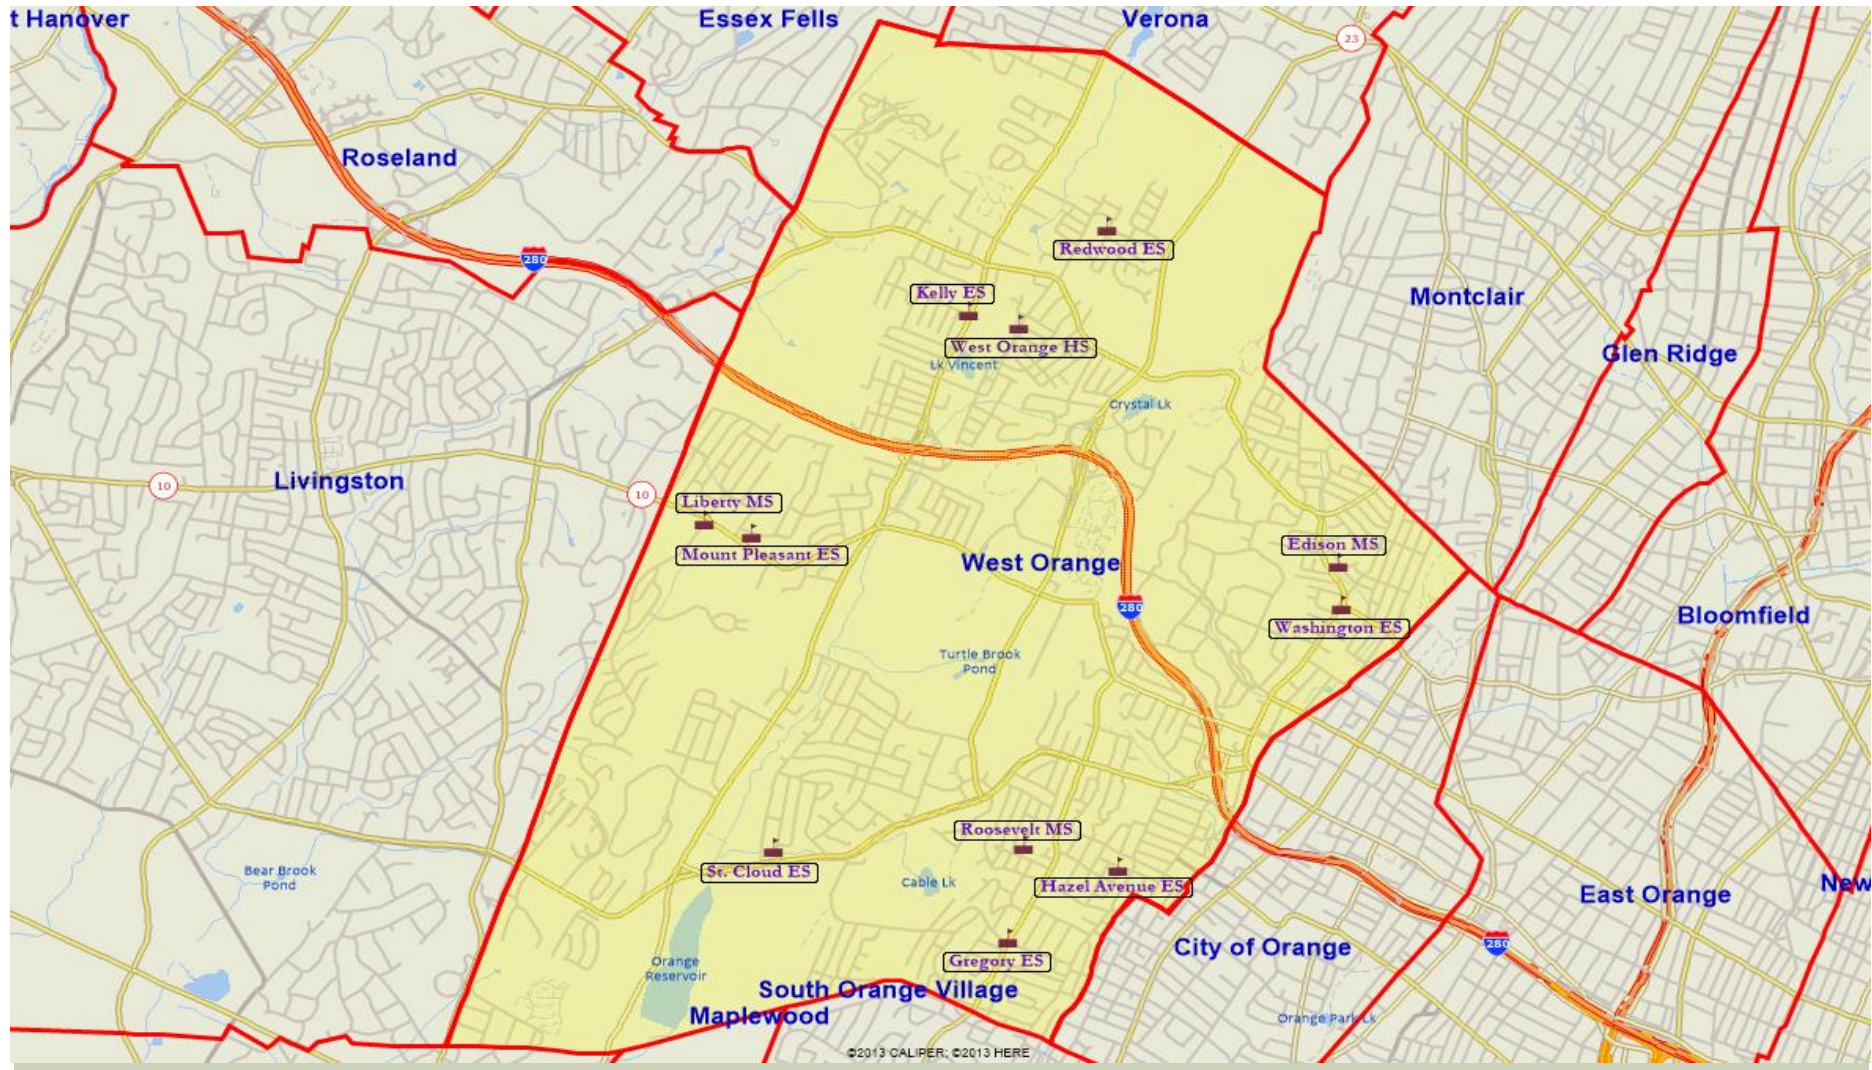 t Hanover
Essex Fells
Verona
23
Roseland
280
Redwood ES
Kelly ES
Montclair
West Orange HS
Lk Vincent
Glen Ridge
Crystal Lk
Livingston
10
10
Liberty MS
Mount Pleasant ES
West Orange
Edison MS
280
Washington ES
Bloomfield
Turtle Brook
Pond
Roosevelt MS
St. Cloud ES
Bear Brook
Pond
Cable Lk
Hazel Avenue ES
East Orange
New
City of Orange
280
Gregory ES
Orange
Reservoir
South Orange Village
Maplewood
Orange Park Lk
©2013 CALIPER; ©2013 HERE